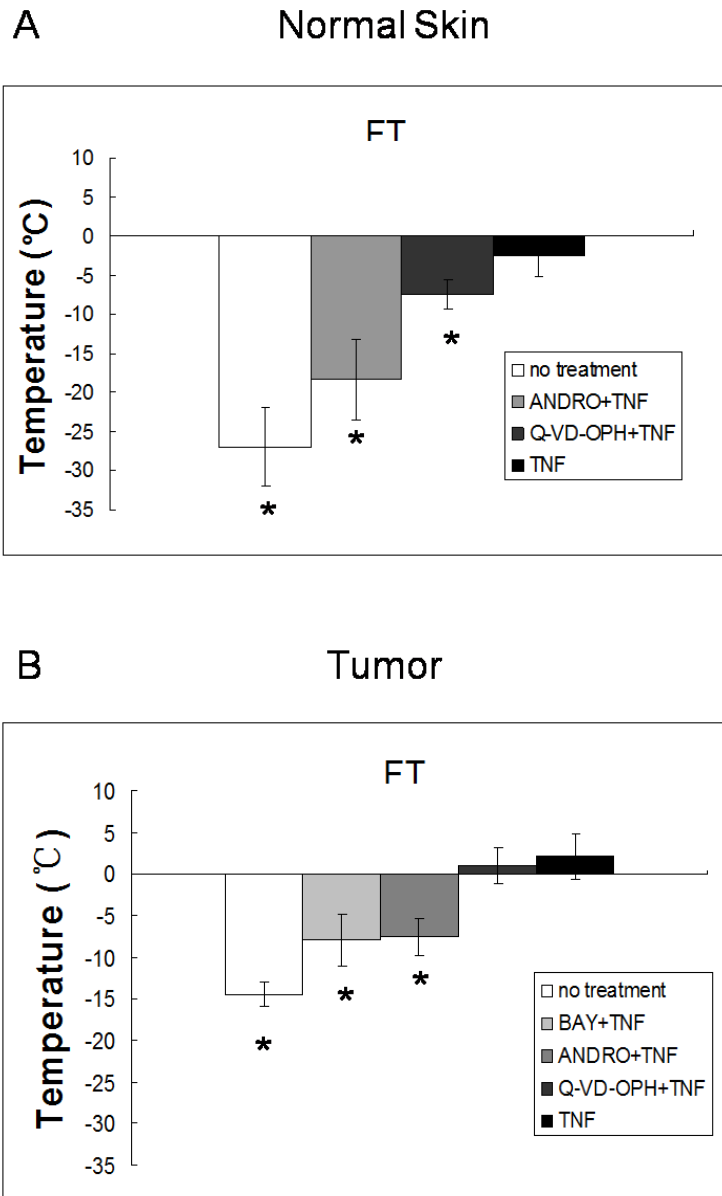 A Normal Skin
FT
Temperature (°C)
10
5
0
-5
-10
-15
-20
-25
-30
-35
*
*
*
no treatment
ANDRO+TNF
Q-VD-OPH+TNF
TNF
B Tumor
FT
Temperature (℃)
10
5
0
-5
-10
-15
-20
-25
-30
-35
*
*
*
no treatment
BAY+TNF
ANDRO+TNF
Q-VD-OPH+TNF
TNF